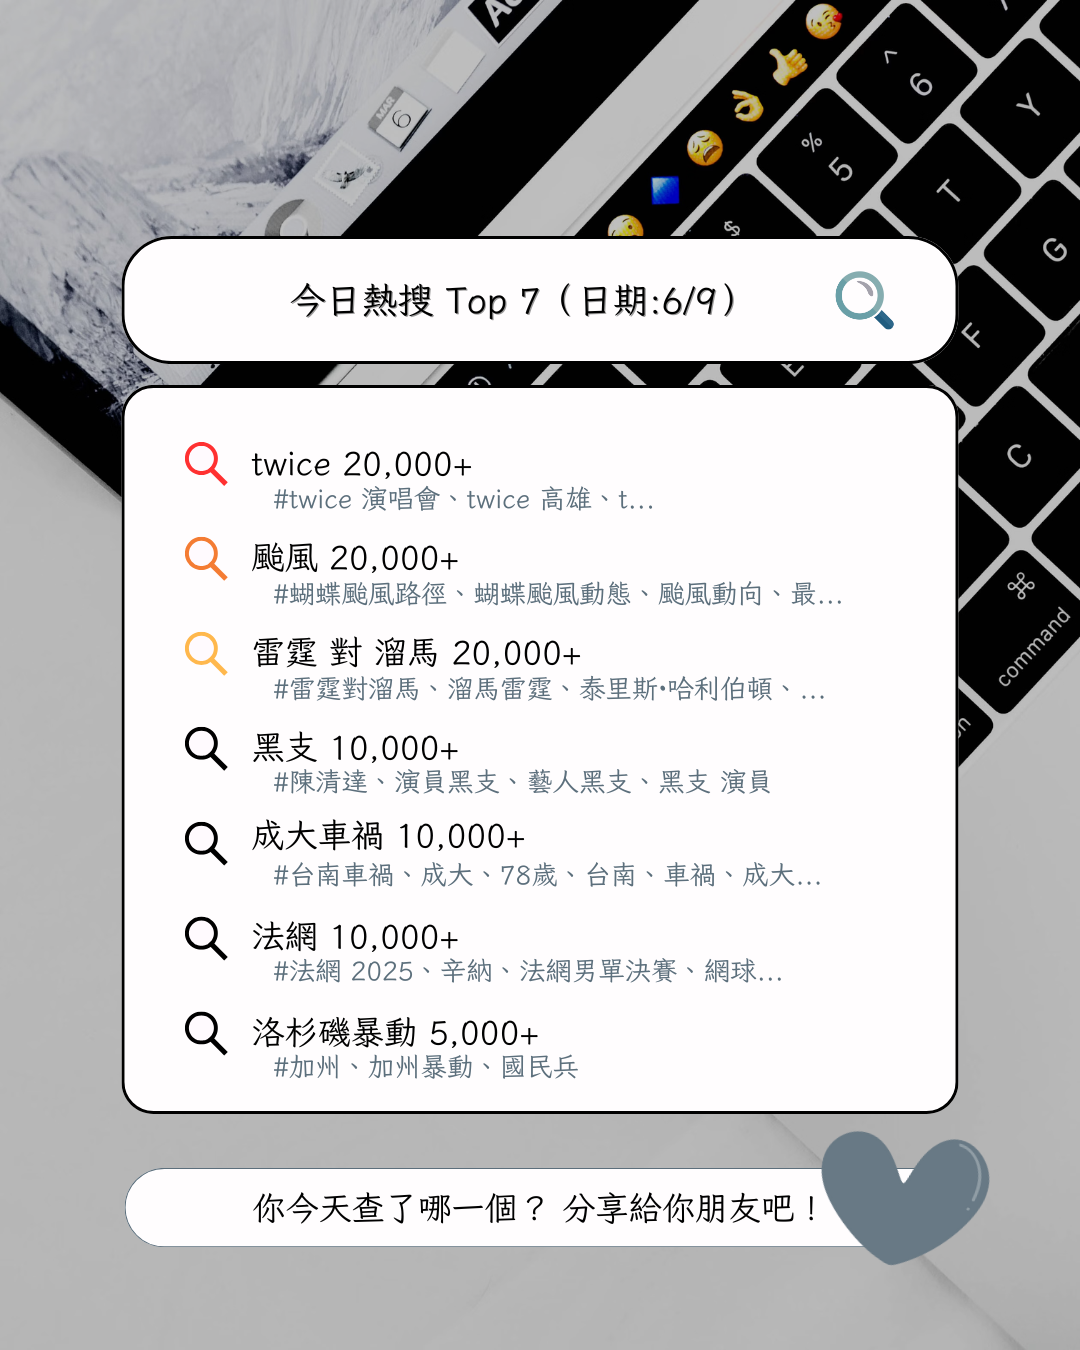 MAR
6
^
6
Y
%
5
T
$
G
F
E
C
⌘
command
今日熱搜 Top 7（日期:6/9）
twice 20,000+
#twice 演唱會、twice 高雄、t...
颱風 20,000+
#蝴蝶颱風路徑、蝴蝶颱風動態、颱風動向、最...
雷霆 對 溜馬 20,000+
#雷霆對溜馬、溜馬雷霆、泰里斯·哈利伯頓、...
黑支 10,000+
#陳清達、演員黑支、藝人黑支、黑支 演員
成大車禍 10,000+
#台南車禍、成大、78歲、台南、車禍、成大...
法網 10,000+
#法網 2025、辛納、法網男單決賽、網球...
洛杉磯暴動 5,000+
#加州、加州暴動、國民兵
你今天查了哪一個？ 分享給你朋友吧！